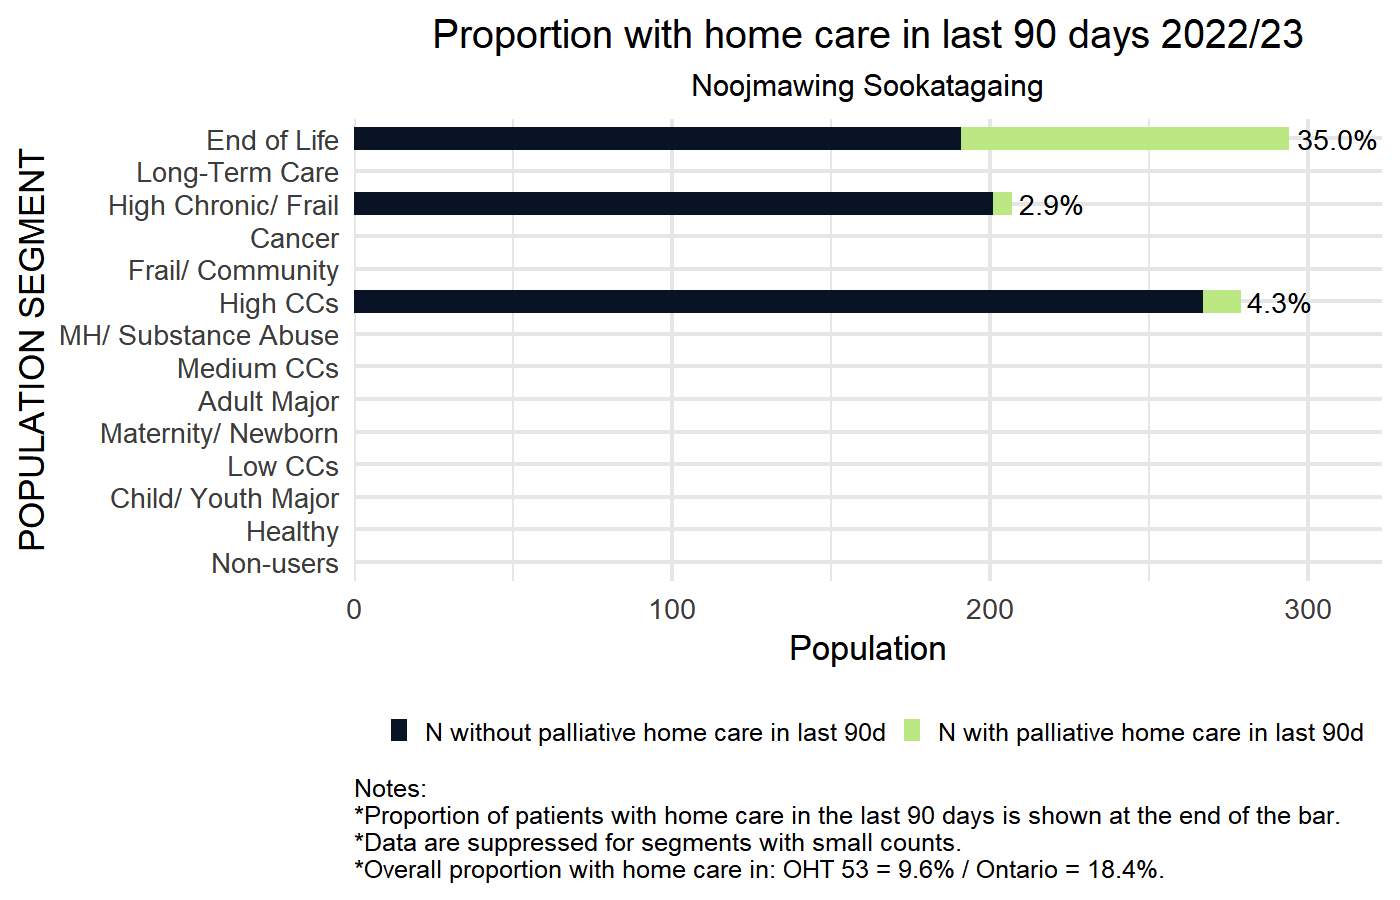 Proportion with home care in last 90 days 2022/23
Noojmawing Sookatagaing
POPULATION SEGMENT
End of Life
35.0%
Long-Term Care
High Chronic/ Frail
2.9%
Cancer
Frail/ Community
High CCs
4.3%
MH/ Substance Abuse
Medium CCs
Adult Major
Maternity/ Newborn
Low CCs
Child/ Youth Major
Healthy
Non-users
0 100 200 300
Population
N without palliative home care in last 90d N with palliative home care in last 90d
Notes:
*Proportion of patients with home care in the last 90 days is shown at the end of the bar.
*Data are suppressed for segments with small counts.
*Overall proportion with home care in: OHT 53 = 9.6% / Ontario = 18.4%.